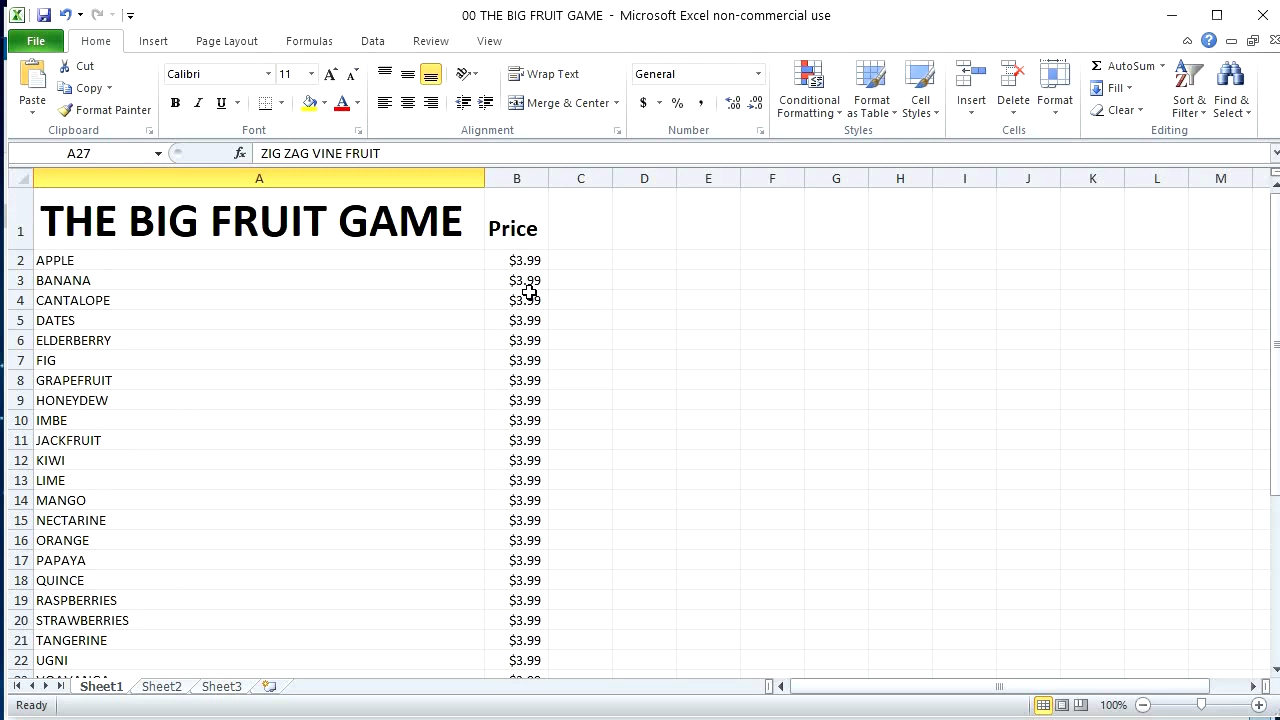 00 THE BIG FRUIT GAME - Microsoft Excel non-commercial use
File Home Insert Page Layout Formulas Data Review View
Paste
Cut
Copy
Format Painter
Clipboard
Calibri 11
B I U
Font
Wrap Text
Merge & Center
Alignment
General
$ % ,
Number
Conditional Formatting
Format as Table
Cell Styles
Styles
Insert
Delete
Format
Cells
Σ AutoSum
Fill
Clear
Sort & Filter
Find & Select
Editing
A27 fx ZIG ZAG VINE FRUIT
A B C D E F G H I J K L M
1 THE BIG FRUIT GAME Price
2 APPLE $3.99
3 BANANA $3.99
4 CANTALOPE $3.99
5 DATES $3.99
6 ELDERBERRY $3.99
7 FIG $3.99
8 GRAPEFRUIT $3.99
9 HONEYDEW $3.99
10 IMBE $3.99
11 JACKFRUIT $3.99
12 KIWI $3.99
13 LIME $3.99
14 MANGO $3.99
15 NECTARINE $3.99
16 ORANGE $3.99
17 PAPAYA $3.99
18 QUINCE $3.99
19 RASPBERRIES $3.99
20 STRAWBERRIES $3.99
21 TANGERINE $3.99
22 UGNI $3.99
Sheet1 Sheet2 Sheet3
Ready 100%